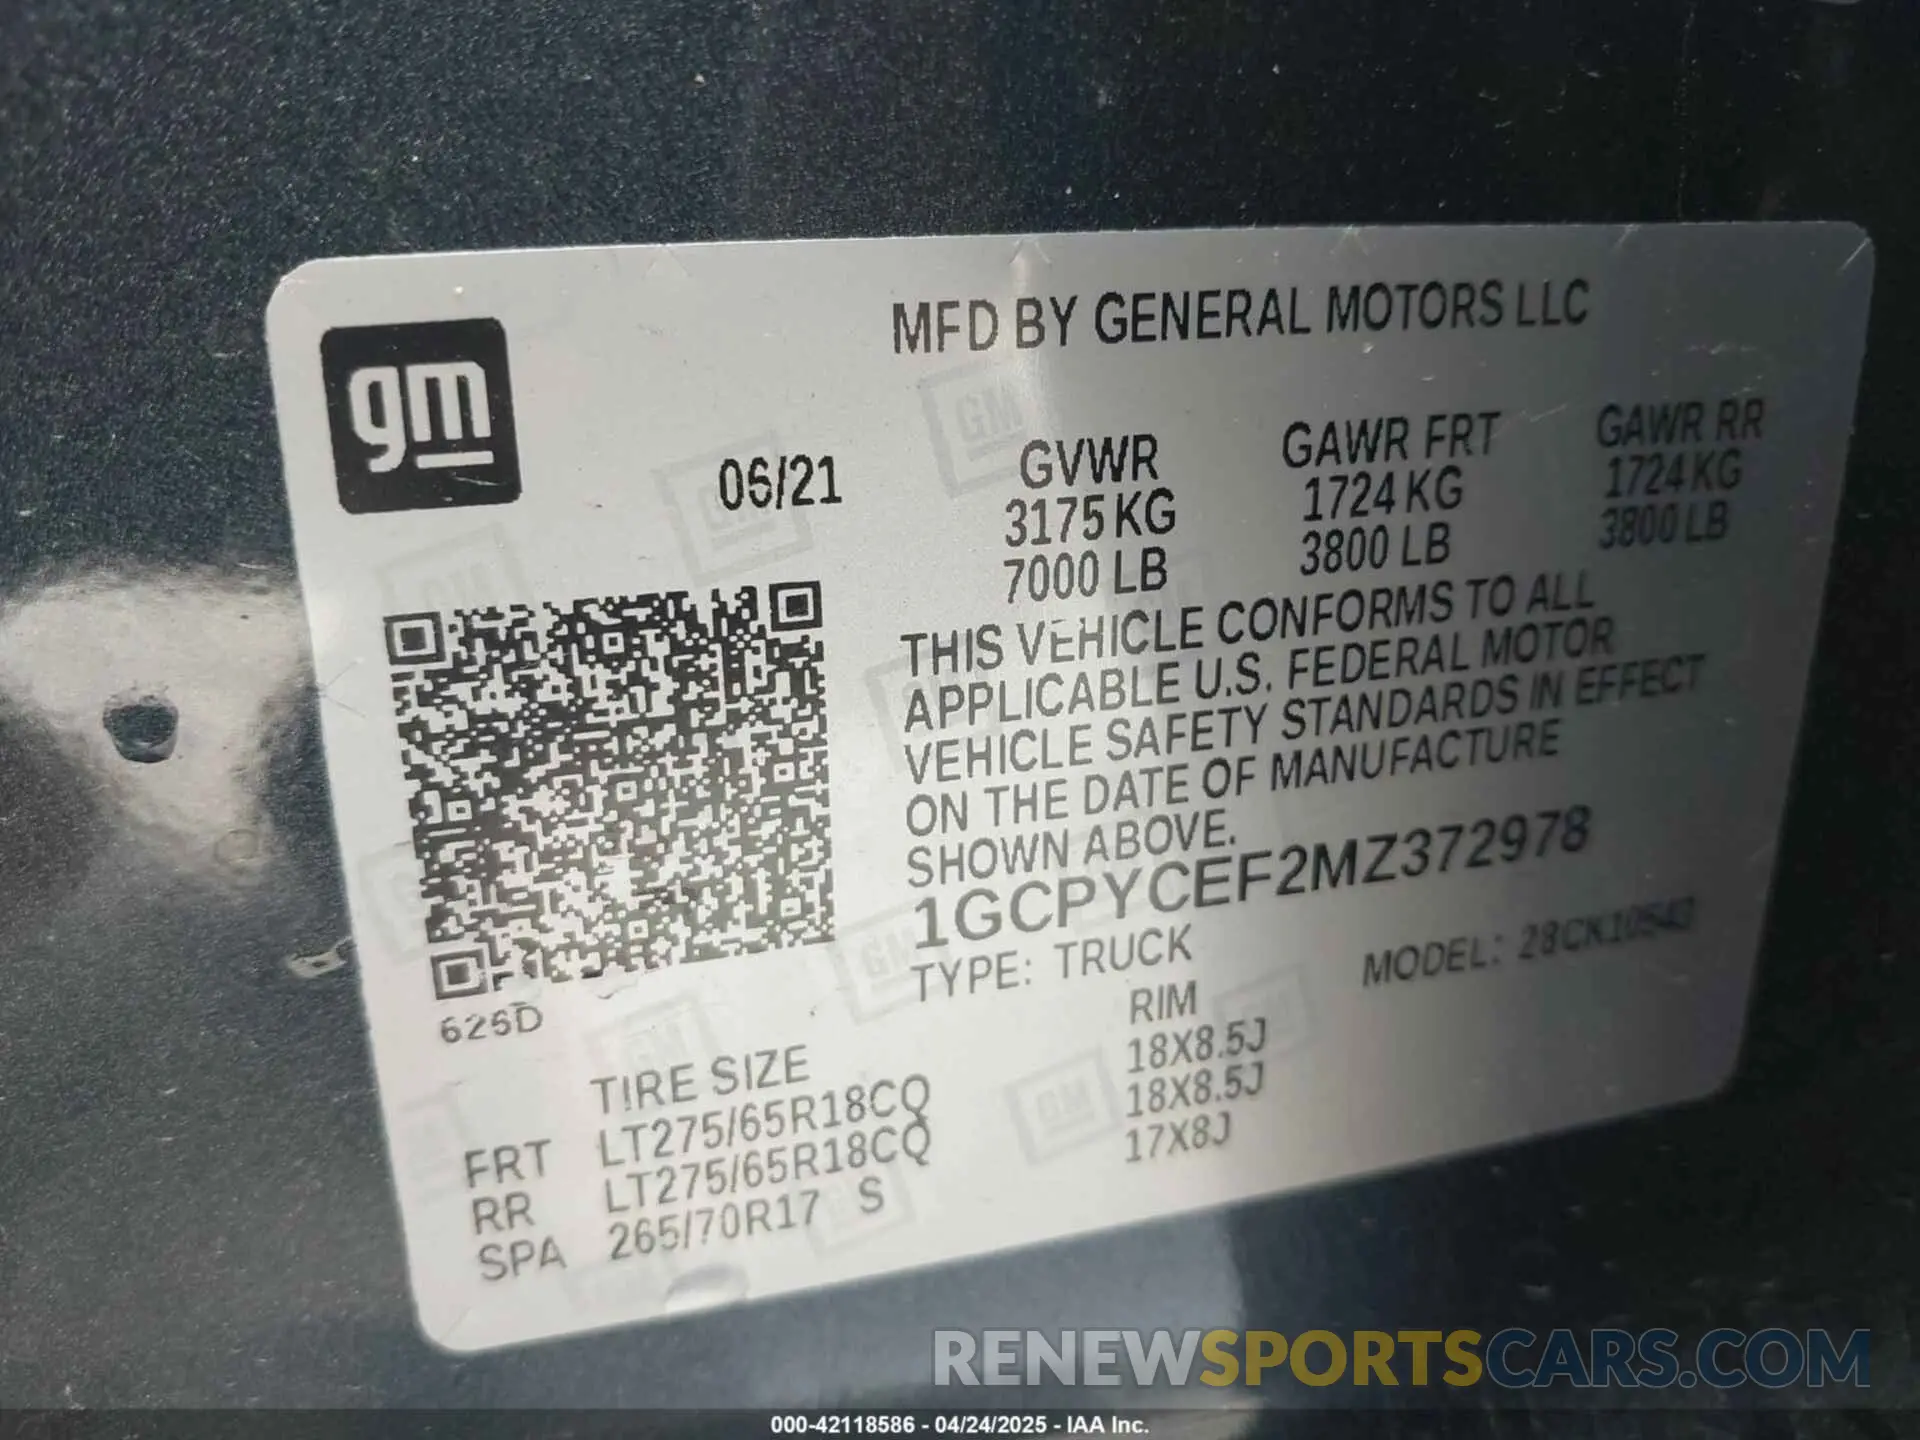 gm
MFD BY GENERAL MOTORS LLC
06/21
GVWR GAWR FRT GAWR RR
3175 KG 1724 KG 1724 KG
7000 LB 3800 LB 3800 LB
THIS VEHICLE CONFORMS TO ALL
APPLICABLE U.S. FEDERAL MOTOR
VEHICLE SAFETY STANDARDS IN EFFECT
ON THE DATE OF MANUFACTURE
SHOWN ABOVE.
1GCPYCEF2MZ372978
TYPE: TRUCK MODEL:
626D
TIRE SIZE RIM
FRT LT275/65R18CQ 18X8.5J
RR LT275/65R18CQ 18X8.5J
SPA 265/70R17 S 17X8J
RENEWSPORTSCARS.COM
000-42118586 - 04/24/2025 - IAA Inc.